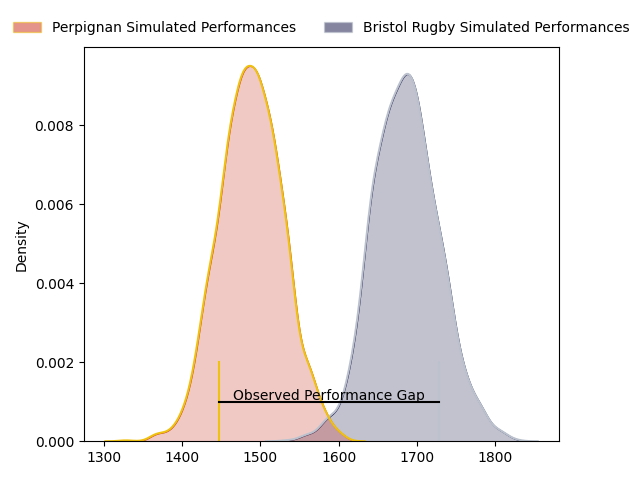 Perpignan Simulated Performances
Bristol Rugby Simulated Performances
Density
0.008
0.006
0.004
0.002
0.000
Observed Performance Gap
1300 1400 1500 1600 1700 1800